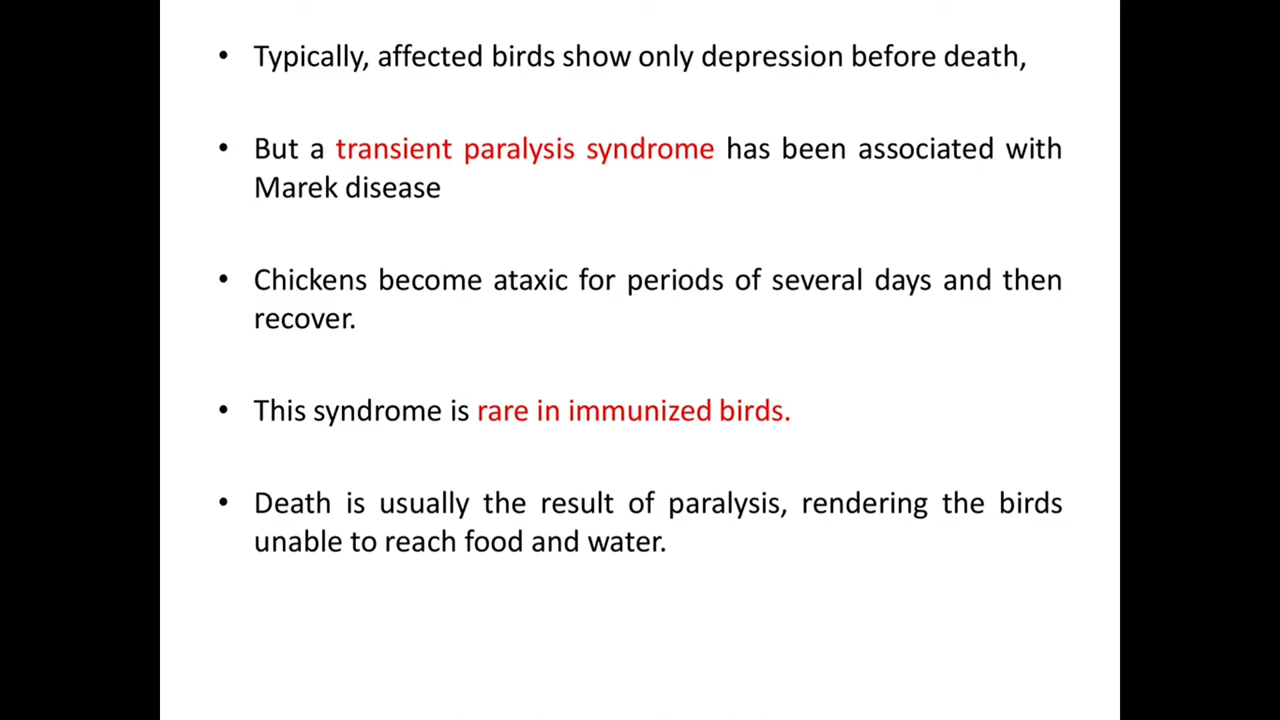 • Typically, affected birds show only depression before death,
• But a transient paralysis syndrome has been associated with
Marek disease
• Chickens become ataxic for periods of several days and then
recover.
• This syndrome is rare in immunized birds.
• Death is usually the result of paralysis, rendering the birds
unable to reach food and water.